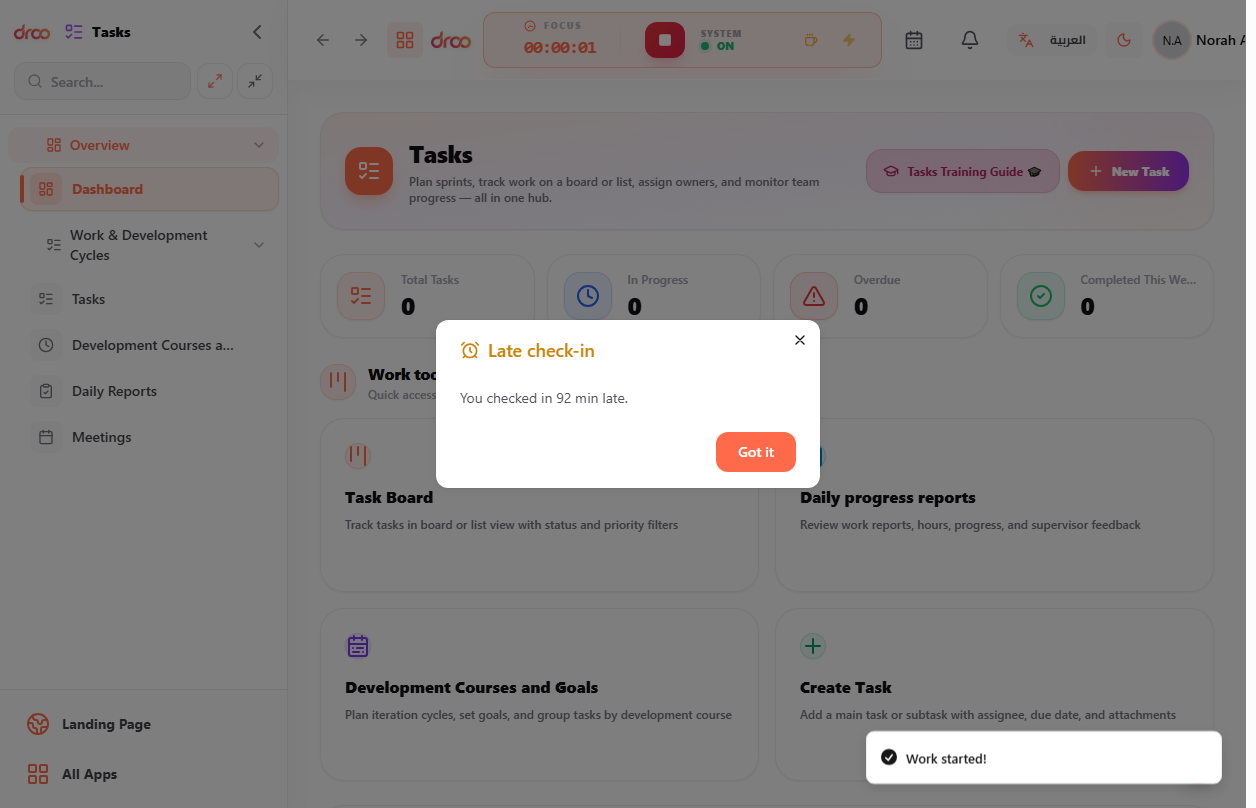 droo
Tasks
Search...
Overview
Dashboard
Work & Development
Cycles
Tasks
Development Courses a...
Daily Reports
Meetings
Landing Page
All Apps
droo
FOCUS
00:00:01
SYSTEM
ON
العربية
N.A
Norah A
Tasks
Plan sprints, track work on a board or list, assign owners, and monitor team
progress — all in one hub.
Tasks Training Guide 🎓
New Task
Total Tasks
0
In Progress
0
Overdue
0
Completed This We...
0
Work too
Quick access
Late check-in
You checked in 92 min late.
Got it
Task Board
Track tasks in board or list view with status and priority filters
Daily progress reports
Review work reports, hours, progress, and supervisor feedback
Development Courses and Goals
Plan iteration cycles, set goals, and group tasks by development course
Create Task
Add a main task or subtask with assignee, due date, and attachments
Work started!